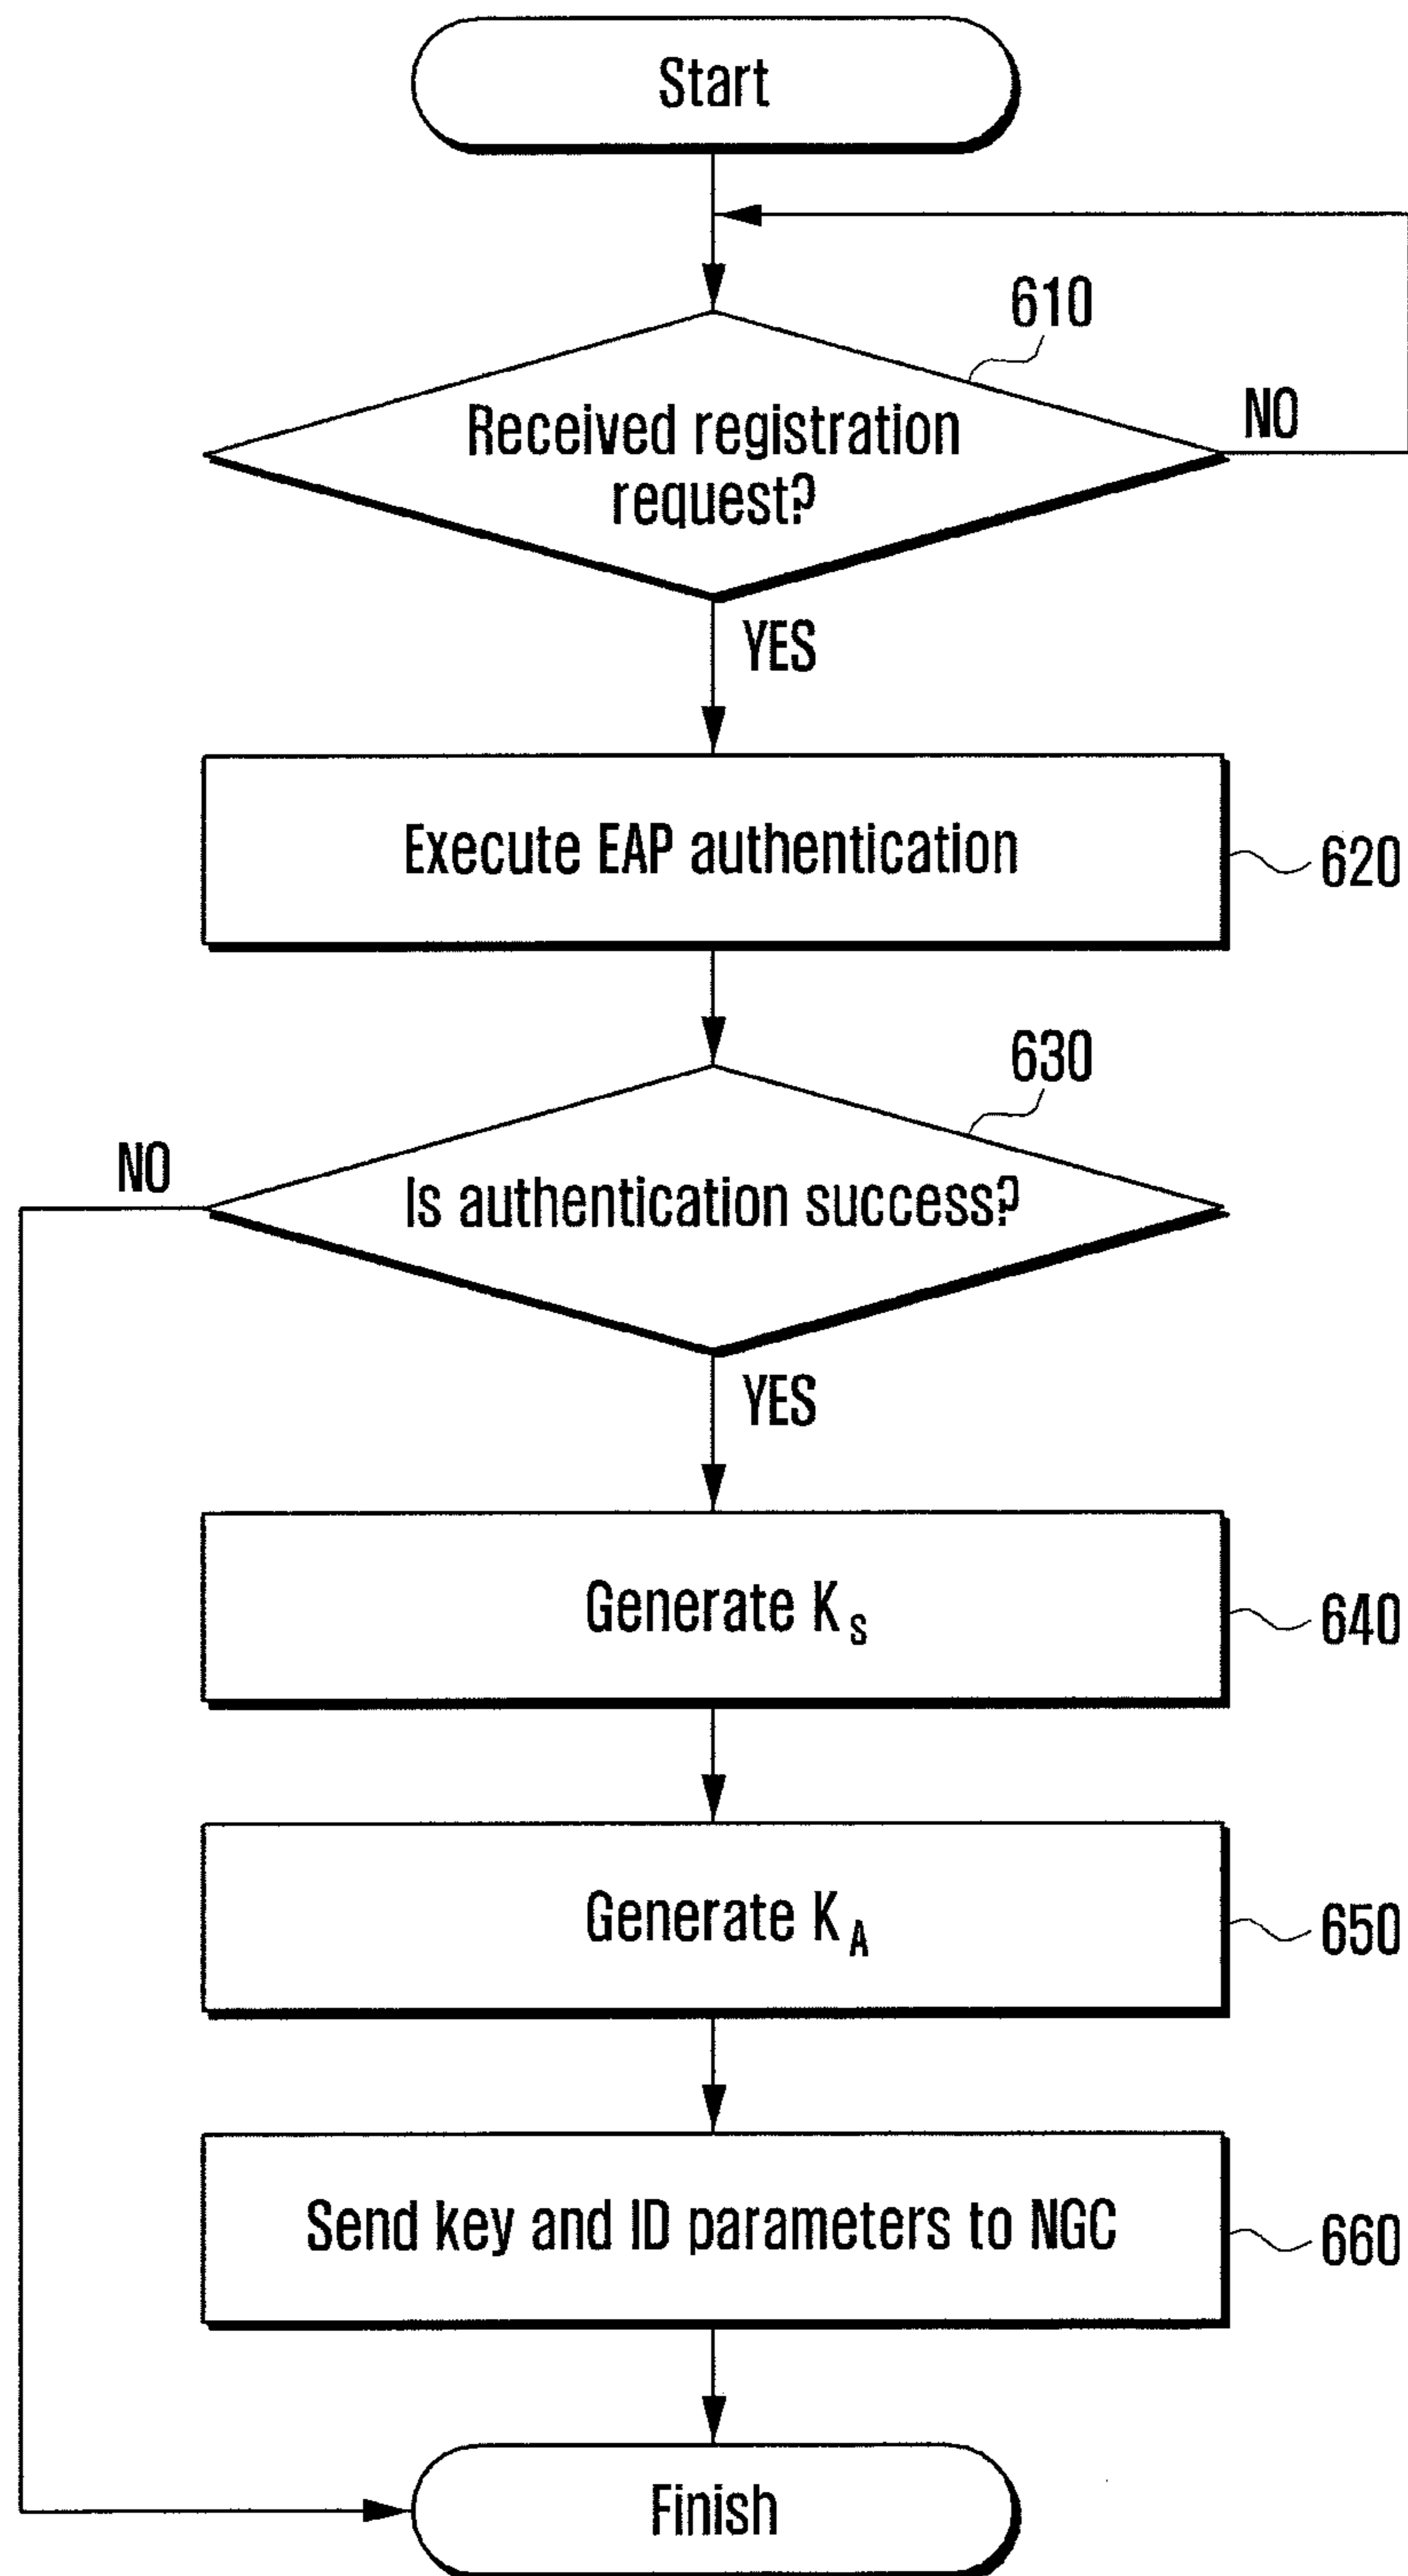 Start
610
Received registration
request?
NO
YES
Execute EAP authentication
620
630
NO
Is authentication success?
YES
Generate K S
640
Generate K A
650
Send key and ID parameters to NGC
660
Finish